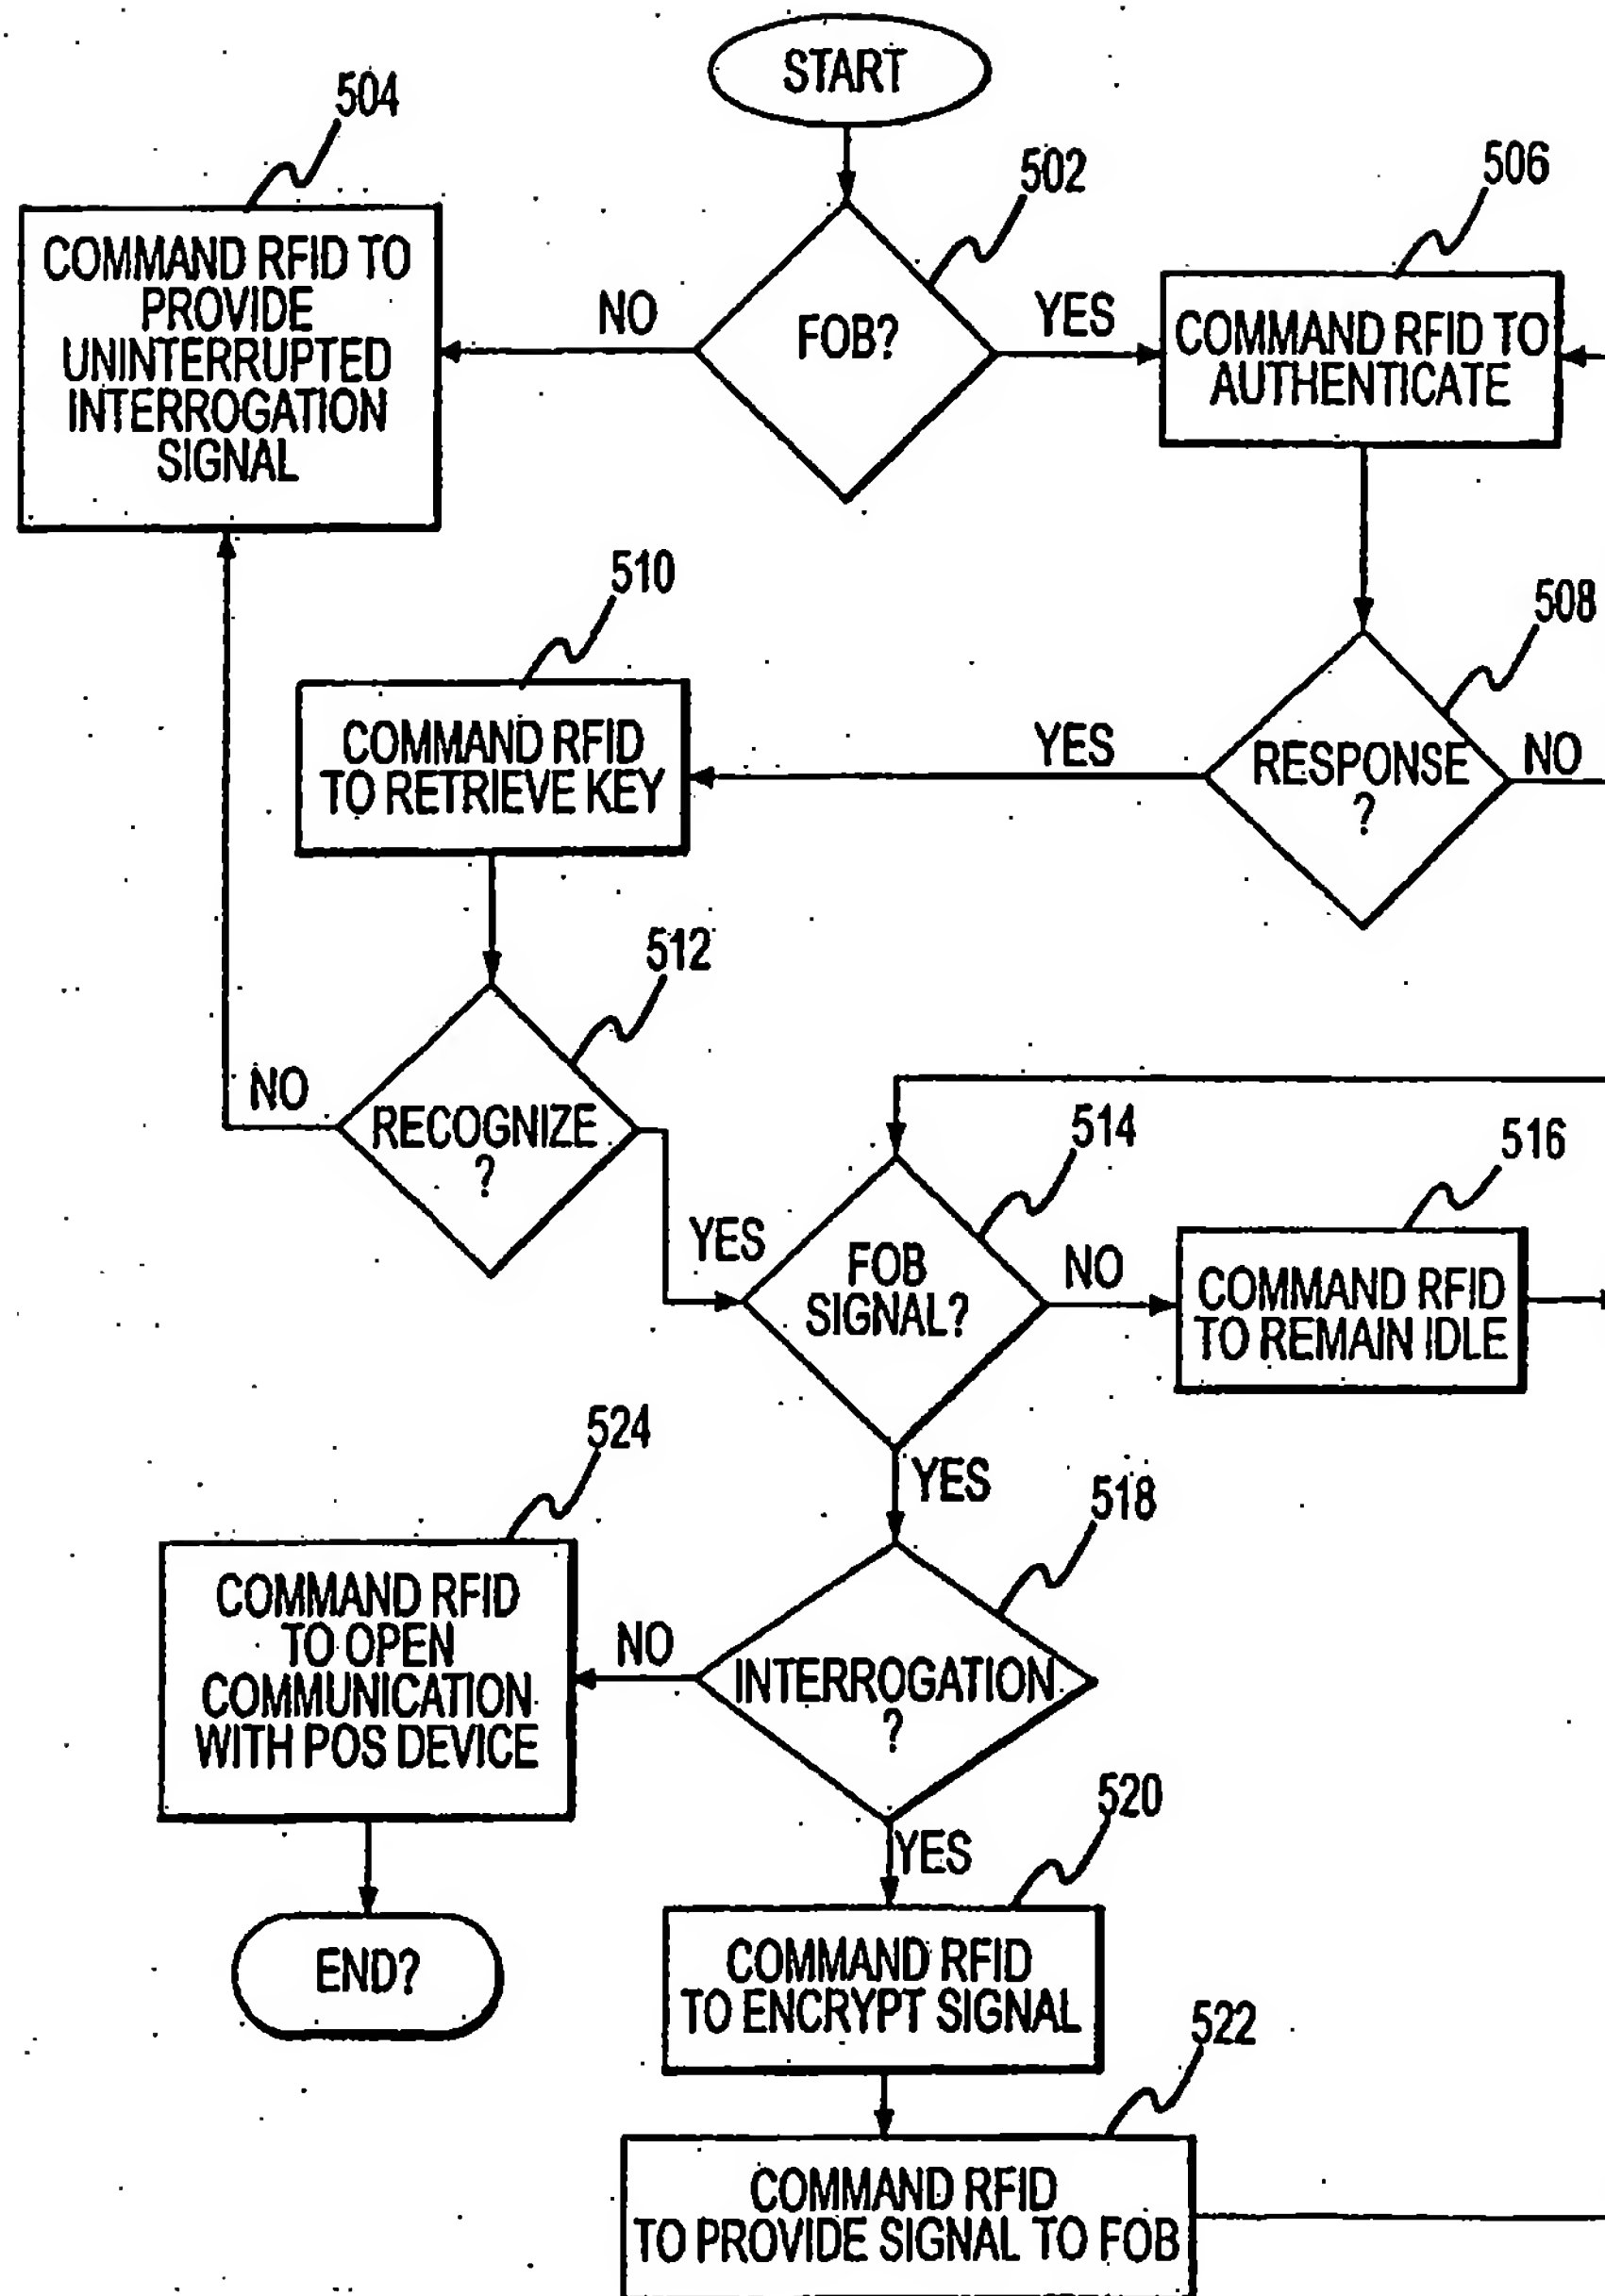 START
504
502
506
COMMAND RFID TO
PROVIDE
UNINTERRUPTED
INTERROGATION
SIGNAL
NO
FOB?
YES
COMMAND RFID TO
AUTHENTICATE
510
508
COMMAND RFID
TO RETRIEVE KEY
YES
RESPONSE
?
NO
512
NO
RECOGNIZE
?
514
516
YES
FOB
SIGNAL?
NO
COMMAND RFID
TO REMAIN IDLE
524
YES
518
COMMAND RFID
TO OPEN
COMMUNICATION
WITH POS DEVICE
NO
INTERROGATION
?
520
YES
END?
COMMAND RFID
TO ENCRYPT SIGNAL
522
COMMAND RFID
TO PROVIDE SIGNAL TO FOB